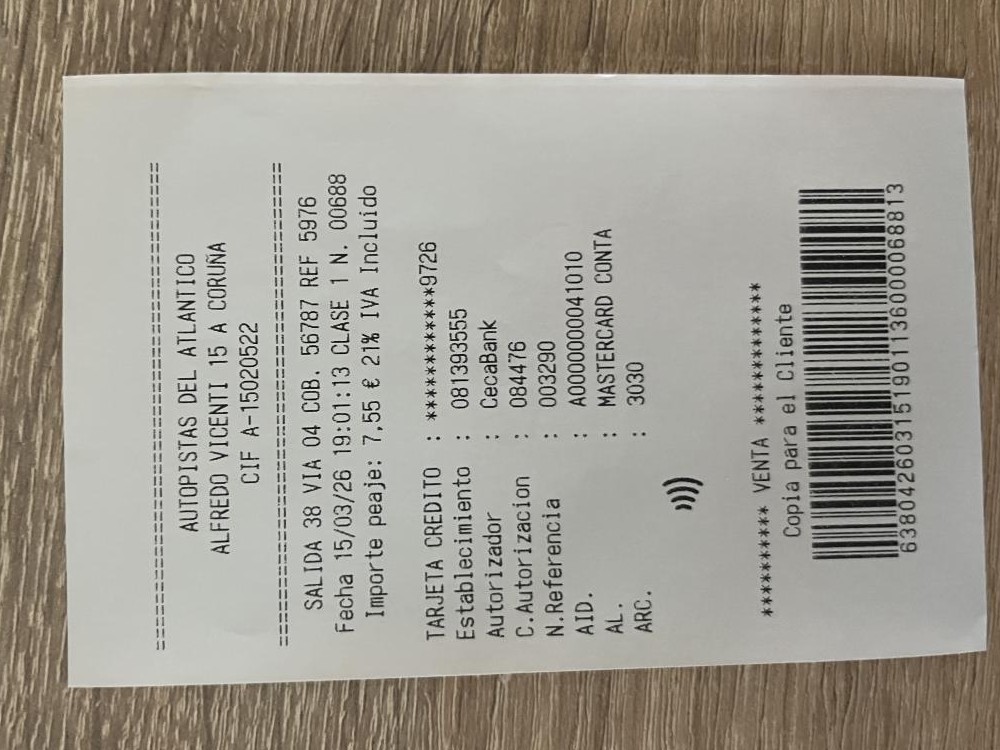 =================================================
AUTOPISTAS DEL ATLANTICO
ALFREDO VICENTI 15 A CORUÑA
CIF A-15020522
=================================================
SALIDA 38 VIA 04 COB. 56787 REF 5976
Fecha 15/03/26 19:01:13 CLASE 1 N. 00688
Importe peaje: 7,55 € 21% IVA Incluido
TARJETA CREDITO : ************9726
Establecimiento : 081393555
Autorizador : CecaBank
C.Autorizacion : 084476
N.Referencia : 003290
AID. : A0000000041010
AL. : MASTERCARD CONTA
ARC. : 3030
********** VENTA **************
Copia para el Cliente
638042603151901136000068813